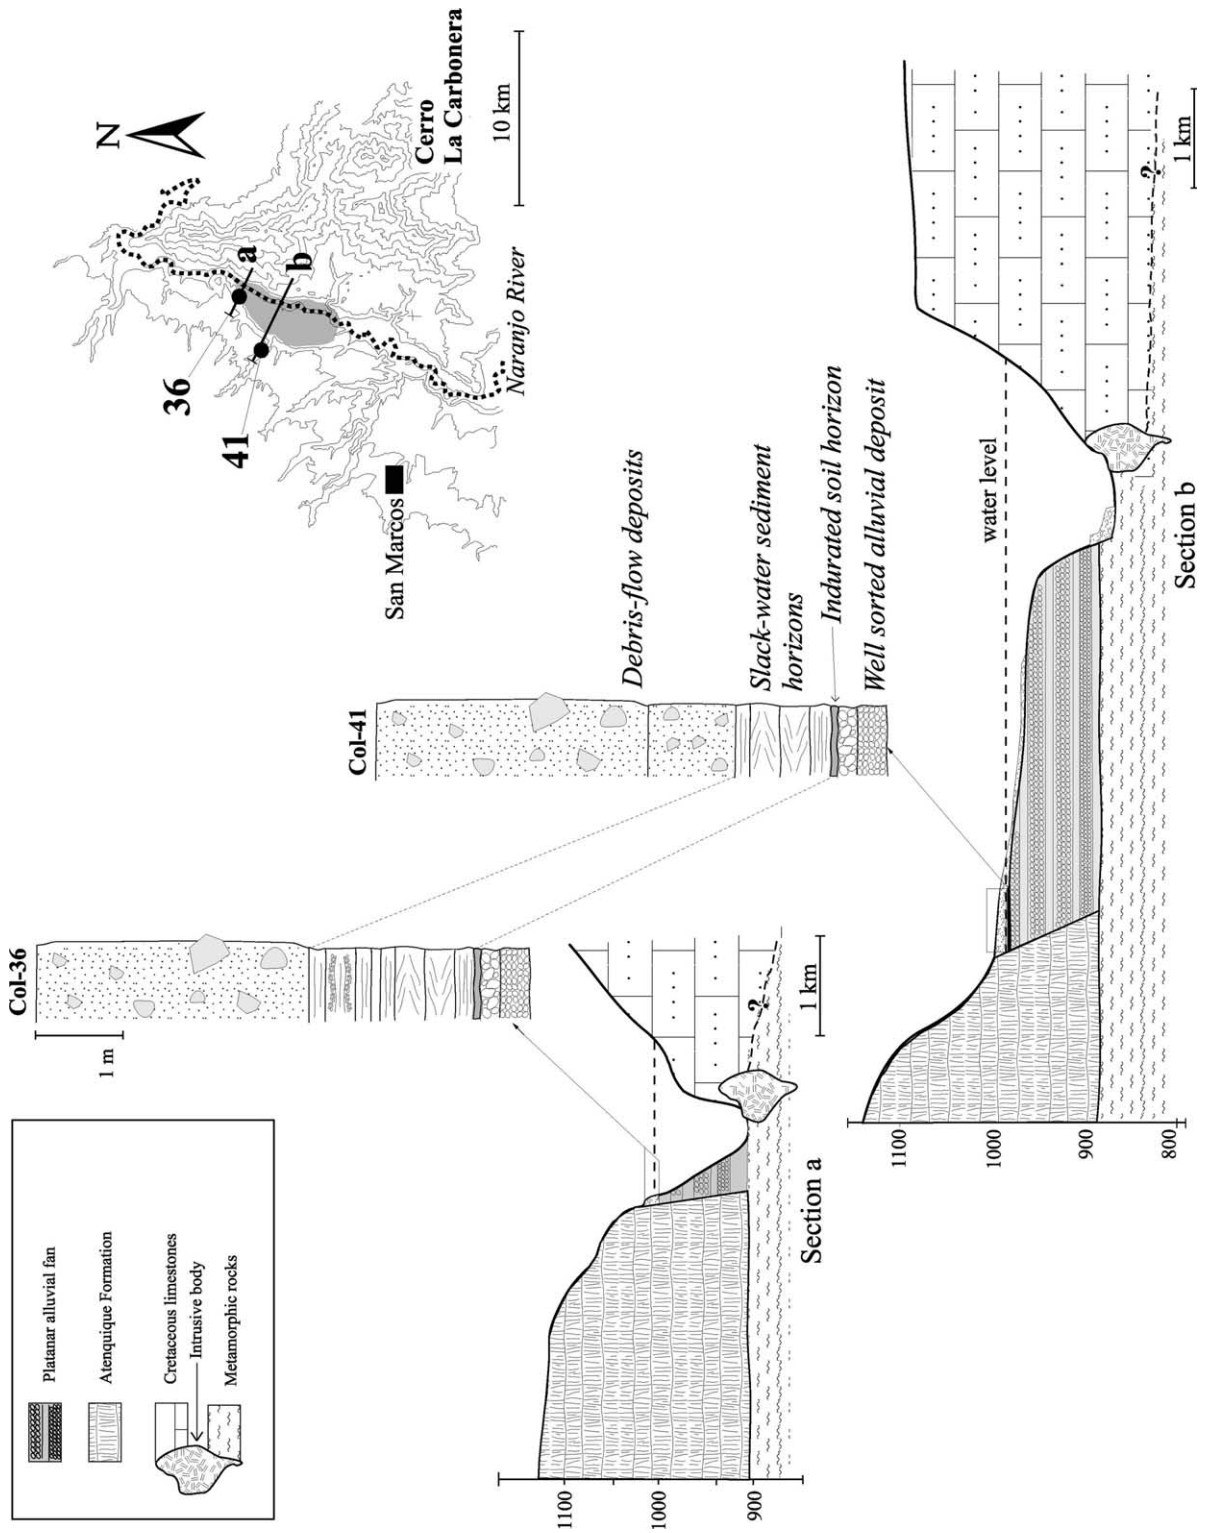 Platanar alluvial fan
Atenquique Formation
Cretaceous limestones
Intrusive body
Metamorphic rocks
1 m
Col-36
Col-41
Debris-flow deposits
Slack-water sediment
horizons
Indurated soil horizon
Well sorted alluvial deposit
N
36
41
a
b
San Marcos
Naranjo River
Cerro
La Carbonera
10 km
1100
1000
900
?
1 km
Section a
1100
1000
900
800
water level
?
1 km
Section b